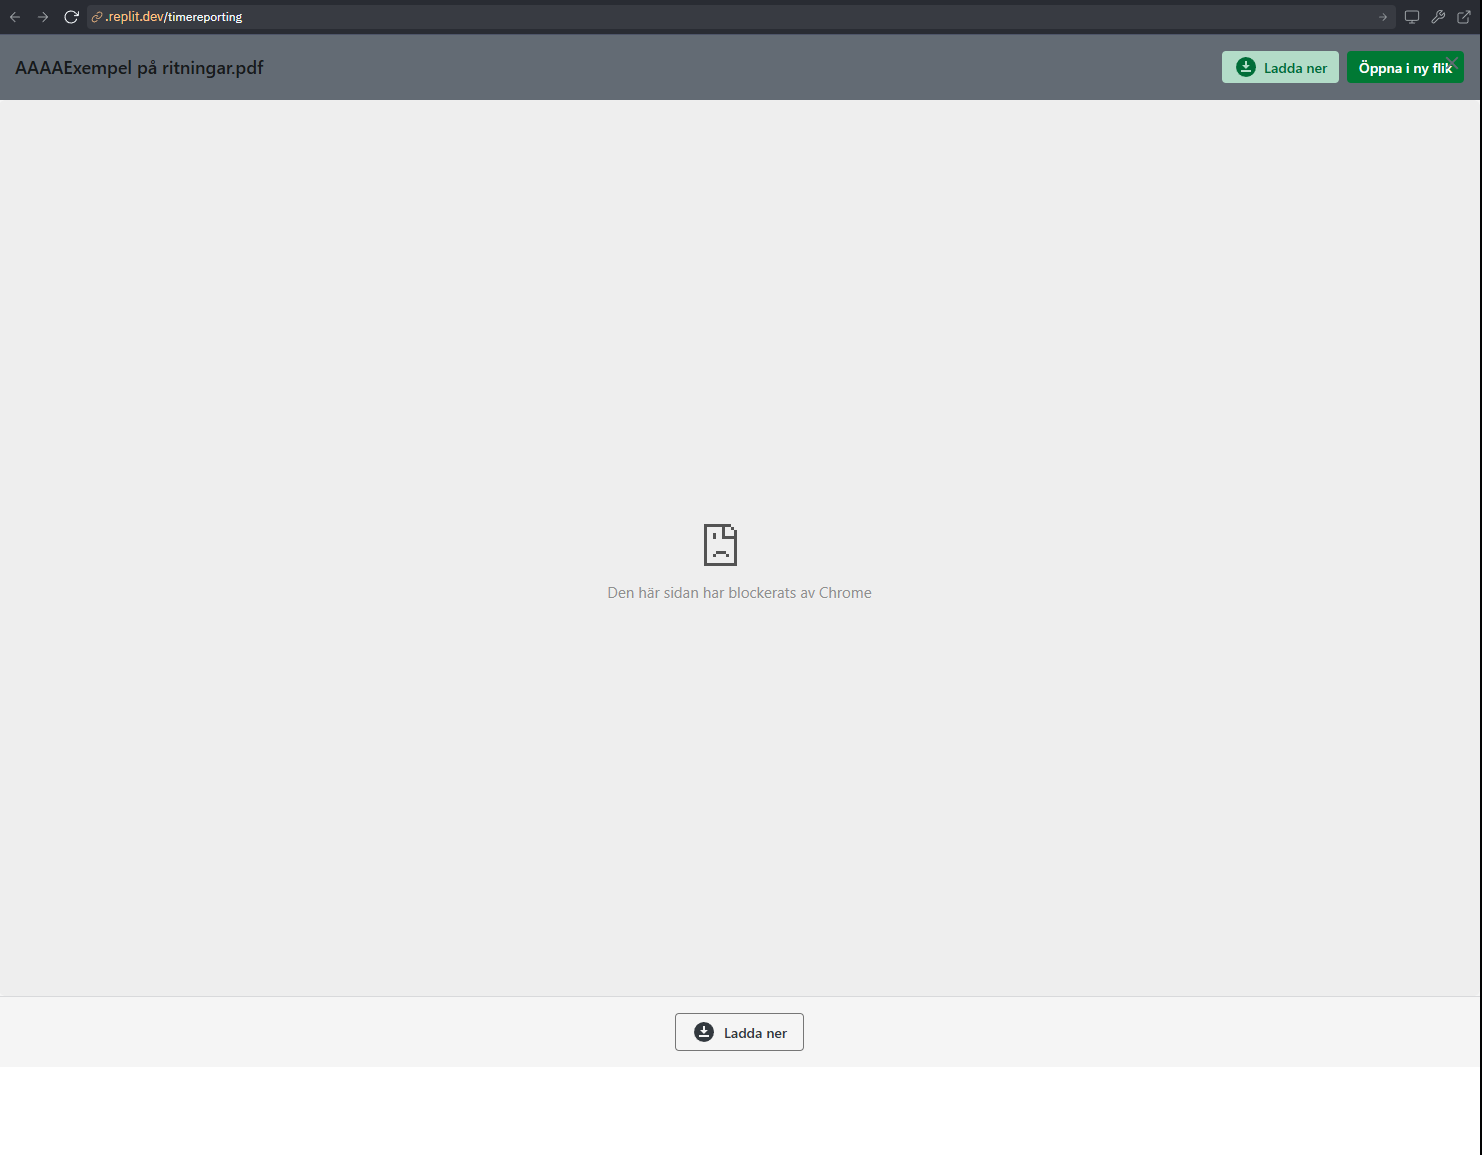 .replit.dev/timereporting
AAAAExempel på ritningar.pdf
Ladda ner
Öppna i ny flik
Den här sidan har blockerats av Chrome
Ladda ner